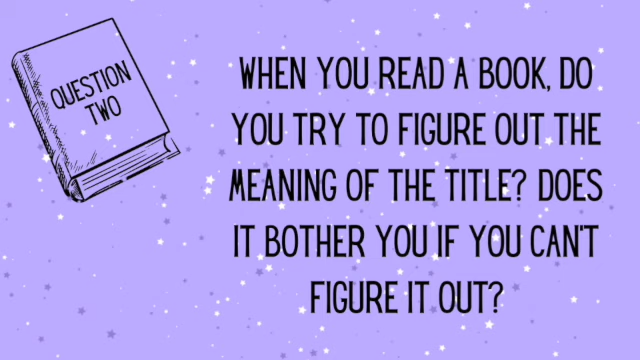 QUESTION
TWO
WHEN YOU READ A BOOK, DO
YOU TRY TO FIGURE OUT THE
MEANING OF THE TITLE? DOES
IT BOTHER YOU IF YOU CAN'T
FIGURE IT OUT?